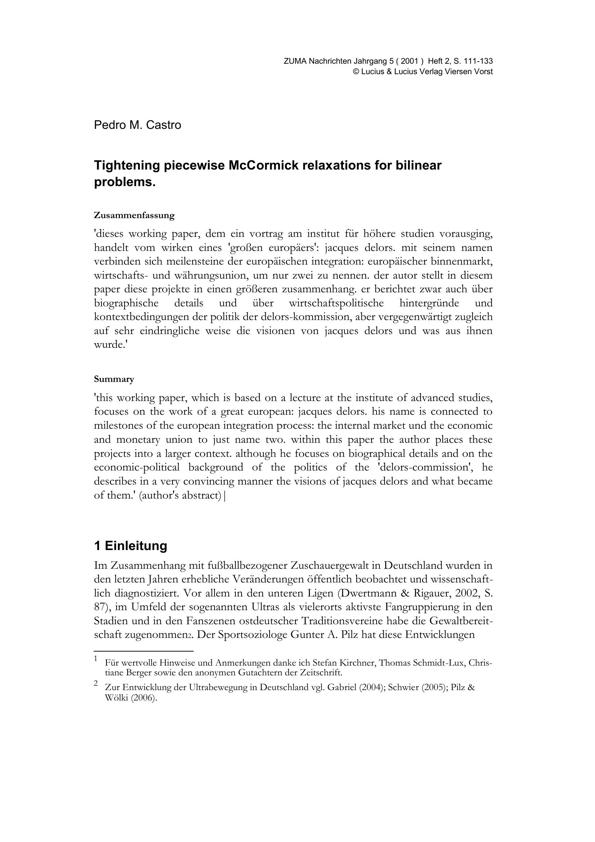 ZUMA Nachrichten Jahrgang 5 ( 2001 ) Heft 2, S. 111-133
© Lucius & Lucius Verlag Viersen Vorst
Pedro M. Castro
Tightening piecewise McCormick relaxations for bilinear
problems.
Zusammenfassung
'dieses working paper, dem ein vortrag am institut für höhere studien vorausging,
handelt vom wirken eines 'großen europäers': jacques delors. mit seinem namen
verbinden sich meilensteine der europäischen integration: europäischer binnenmarkt,
wirtschafts- und währungsunion, um nur zwei zu nennen. der autor stellt in diesem
paper diese projekte in einen größeren zusammenhang. er berichtet zwar auch über
biographische details und über wirtschaftspolitische hintergründe und
kontextbedingungen der politik der delors-kommission, aber vergegenwärtigt zugleich
auf sehr eindringliche weise die visionen von jacques delors und was aus ihnen
wurde.'
Summary
'this working paper, which is based on a lecture at the institute of advanced studies,
focuses on the work of a great european: jacques delors. his name is connected to
milestones of the european integration process: the internal market und the economic
and monetary union to just name two. within this paper the author places these
projects into a larger context. although he focuses on biographical details and on the
economic-political background of the politics of the 'delors-commission', he
describes in a very convincing manner the visions of jacques delors and what became
of them.' (author's abstract)|
1 Einleitung
Im Zusammenhang mit fußballbezogener Zuschauergewalt in Deutschland wurden in
den letzten Jahren erhebliche Veränderungen öffentlich beobachtet und wissenschaft-
lich diagnostiziert. Vor allem in den unteren Ligen (Dwertmann & Rigauer, 2002, S.
87), im Umfeld der sogenannten Ultras als vielerorts aktivste Fangruppierung in den
Stadien und in den Fanszenen ostdeutscher Traditionsvereine habe die Gewaltbereit-
schaft zugenommen2. Der Sportsoziologe Gunter A. Pilz hat diese Entwicklungen
1 Für wertvolle Hinweise und Anmerkungen danke ich Stefan Kirchner, Thomas Schmidt-Lux, Chris-
tiane Berger sowie den anonymen Gutachtern der Zeitschrift.
2 Zur Entwicklung der Ultrabewegung in Deutschland vgl. Gabriel (2004); Schwier (2005); Pilz &
Wölki (2006).